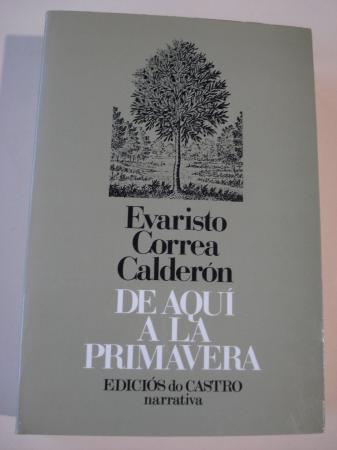 Evaristo
Correa
Calderón
DE AQUÍ
A LA
PRIMAVERA
EDICIÓS do CASTRO
narrativa